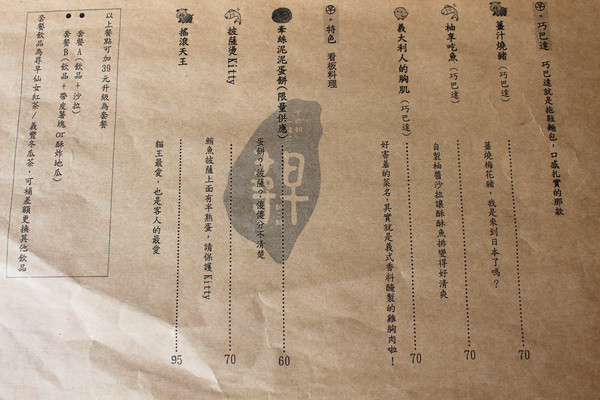 巧巴達 巧巴達就是拖鞋麵包，口感扎實的那款
薑汁燒豬（巧巴達）
薑燒梅花豬，我是來到日本了嗎？
70
柚享吃魚（巧巴達）
自製柚醬沙拉讓酥酥魚排變得好清爽
70
義大利人的胸肌（巧巴達）
好害羞的菜名，其實就是義式香料醃製的雞胸肉啦！
70
特色 看板料理
牽絲泥泥蛋餅（限量供應）
蛋餅？披薩？傻傻分不清楚
60
披薩燙Kitty
鮪魚披薩上面有半熟蛋，請保護Kitty
70
搖滾天王
貓王最愛，也是客人的最愛
95
以上餐點可加39元升級為套餐
● 套餐A（飲品+沙拉）
● 套餐B（飲品+帶皮薯塊or酥炸地瓜）
套餐飲品為尋早仙女紅茶/義豐冬瓜茶，可補差額更換其他飲品